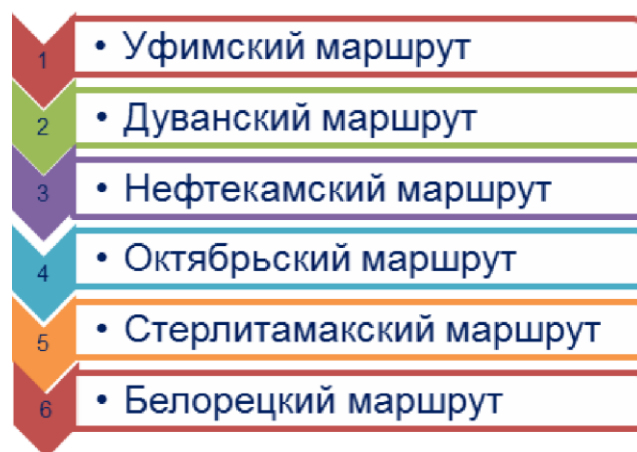 1 • Уфимский маршрут
2 • Дуванский маршрут
3 • Нефтекамский маршрут
4 • Октябрьский маршрут
5 • Стерлитамакский маршрут
6 • Белорецкий маршрут